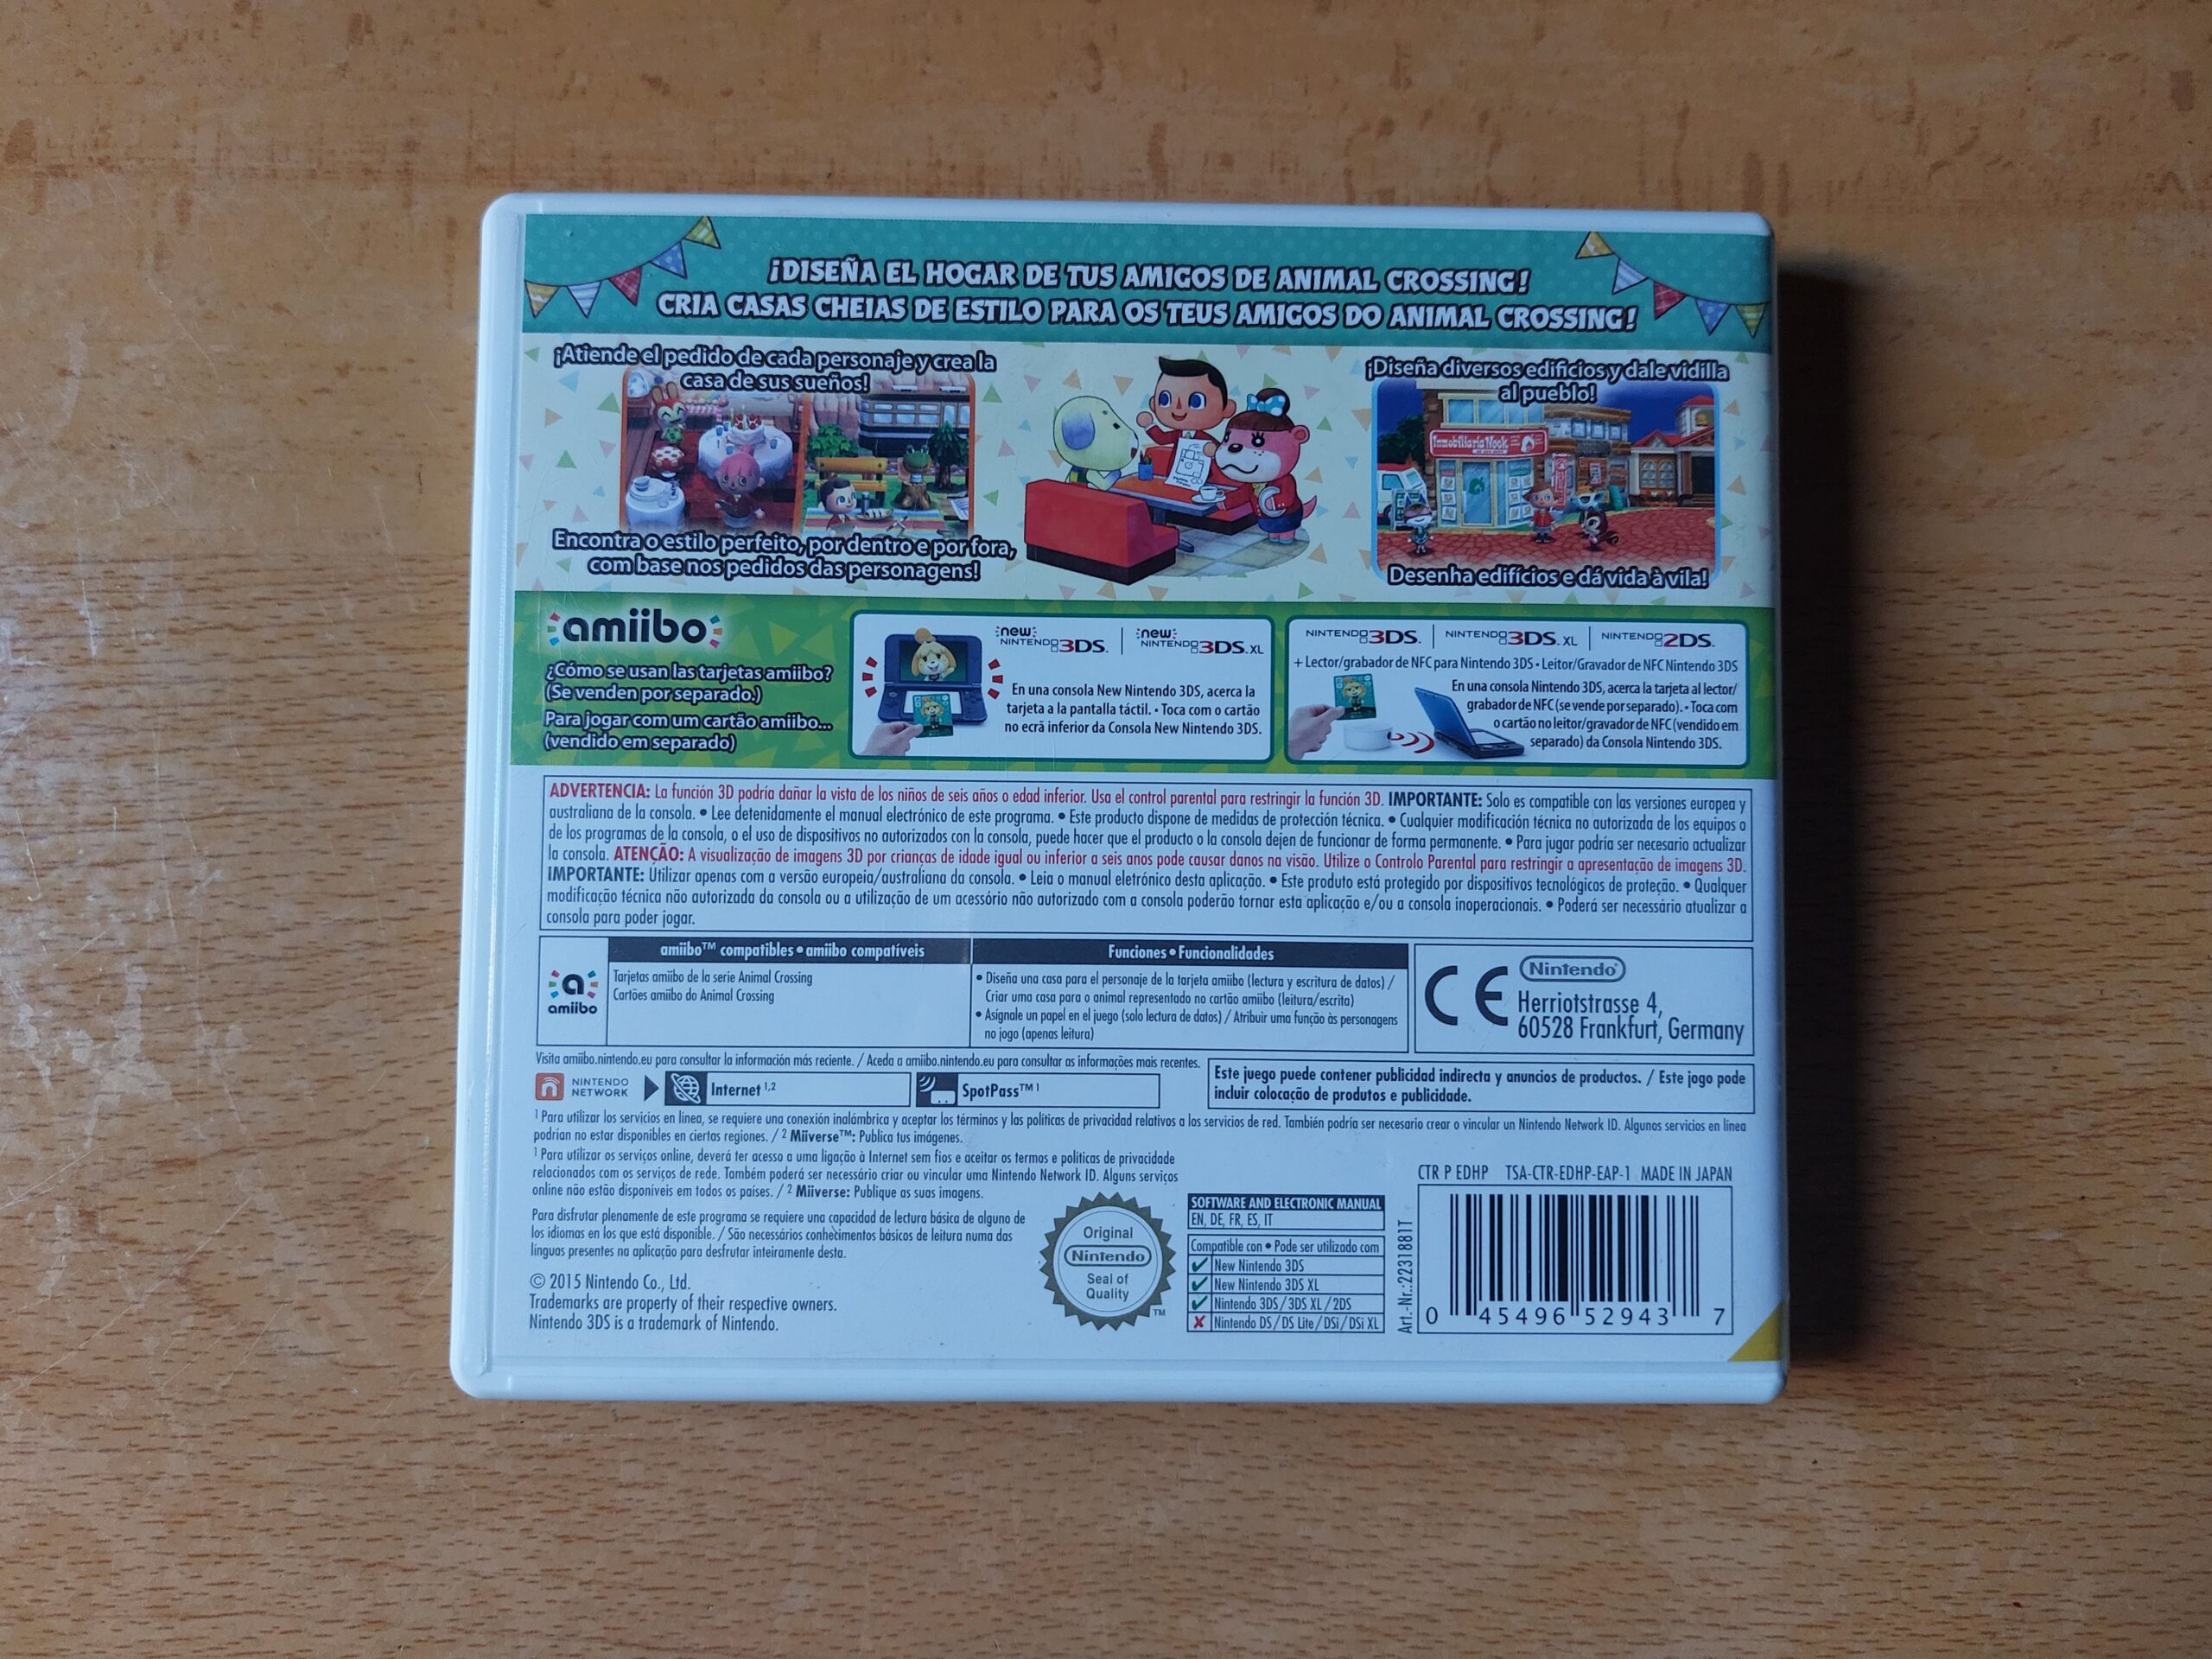 ¡DISEÑA EL HOGAR DE TUS AMIGOS DE ANIMAL CROSSING!
CRIA CASAS CHEIAS DE ESTILO PARA OS TEUS AMIGOS DO ANIMAL CROSSING!
¡Atiende el pedido de cada personaje y crea la
casa de sus sueños!
Encontra o estilo perfeito, por dentro e por fora,
com base nos pedidos das personagens!
¡Diseña diversos edificios y dale vidilla
al pueblo!
Inmobiliaria Nook
Desenha edifícios e dá vida à vila!
amiibo
¿Cómo se usan las tarjetas amiibo?
(Se venden por separado.)
Para jogar com um cartão amiibo...
(vendido em separado)
new NINTENDO 3DS. new NINTENDO 3DS.XL
En una consola New Nintendo 3DS, acerca la
tarjeta a la pantalla táctil. • Toca com o cartão
no ecrã inferior da Consola New Nintendo 3DS.
NINTENDO 3DS. NINTENDO 3DS.XL NINTENDO 2DS.
+ Lector/grabador de NFC para Nintendo 3DS • Leitor/Gravador de NFC Nintendo 3DS
En una consola Nintendo 3DS, acerca la tarjeta al lector/
grabador de NFC (se vende por separado). • Toca com
o cartão no leitor/gravador de NFC (vendido em
separado) da Consola Nintendo 3DS.
ADVERTENCIA: La función 3D podría dañar la vista de los niños de seis años o edad inferior. Usa el control parental para restringir la función 3D. IMPORTANTE: Solo es compatible con las versiones europea y
australiana de la consola. • Lee detenidamente el manual electrónico de este programa. • Este producto dispone de medidas de protección técnica. • Cualquier modificación técnica no autorizada de los equipos o
de los programas de la consola, o el uso de dispositivos no autorizados con la consola, puede hacer que el producto o la consola dejen de funcionar de forma permanente. • Para jugar podría ser necesario actualizar
la consola. ATENÇÃO: A visualização de imagens 3D por crianças de idade igual ou inferior a seis anos pode causar danos na visão. Utilize o Controlo Parental para restringir a apresentação de imagens 3D.
IMPORTANTE: Utilizar apenas com a versão europeia/australiana da consola. • Leia o manual eletrónico desta aplicação. • Este produto está protegido por dispositivos tecnológicos de proteção. • Qualquer
modificação técnica não autorizada da consola ou a utilização de um acessório não autorizado com a consola poderão tornar esta aplicação e/ou a consola inoperacionais. • Poderá ser necessário atualizar a
consola para poder jogar.
a
amiibo
amiibo™ compatibles • amiibo compatíveis
Tarjetas amiibo de la serie Animal Crossing
Cartões amiibo do Animal Crossing
Funciones • Funcionalidades
• Diseña una casa para el personaje de la tarjeta amiibo (lectura y escritura de datos) /
Criar uma casa para o animal representado no cartão amiibo (leitura/escrita)
• Asígnale un papel en el juego (solo lectura de datos) / Atribuir uma função às personagens
no jogo (apenas leitura)
CE
Nintendo®
Herriotstrasse 4,
60528 Frankfurt, Germany
Visita amiibo.nintendo.eu para consultar la información más reciente. / Aceda a amiibo.nintendo.eu para consultar as informações mais recentes.
NINTENDO
NETWORK
Internet 1,2
SpotPass™ 1
Este juego puede contener publicidad indirecta y anuncios de productos. / Este jogo pode
incluir colocação de produtos e publicidade.
1 Para utilizar los servicios en línea, se requiere una conexión inalámbrica y aceptar los términos y las políticas de privacidad relativos a los servicios de red. También podría ser necesario crear o vincular un Nintendo Network ID. Algunos servicios en línea
podrían no estar disponibles en ciertas regiones. / 2 Miiverse™: Publica tus imágenes.
1 Para utilizar os serviços online, deverá ter acesso a uma ligação à Internet sem fios e aceitar os termos e políticas de privacidade
relacionados com os serviços de rede. Também poderá ser necessário criar ou vincular uma Nintendo Network ID. Alguns serviços
online não estão disponíveis em todos os países. / 2 Miiverse: Publique as suas imagens.
Para disfrutar plenamente de este programa se requiere una capacidad de lectura básica de alguno de
los idiomas en los que está disponible. / São necessários conhecimentos básicos de leitura numa das
línguas presentes na aplicação para desfrutar inteiramente desta.
© 2015 Nintendo Co., Ltd.
Trademarks are property of their respective owners.
Nintendo 3DS is a trademark of Nintendo.
Original
Nintendo
Seal of
Quality
TM
SOFTWARE AND ELECTRONIC MANUAL
EN, DE, FR, ES, IT
Compatible con • Pode ser utilizado com
New Nintendo 3DS
New Nintendo 3DS XL
Nintendo 3DS/3DS XL/2DS
Nintendo DS/DS Lite/DSi/DSi XL
Art.-Nr.:2231881T
CTR P EDHP TSA-CTR-EDHP-EAP-1 MADE IN JAPAN
0 45496 52943 7